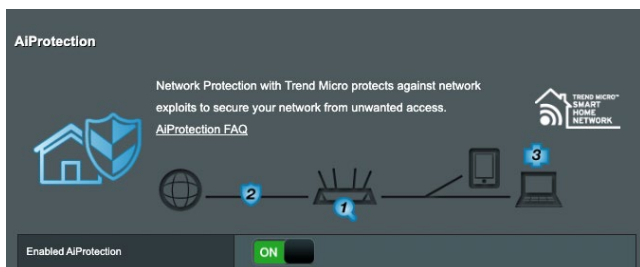 AiProtection
Network Protection with Trend Micro protects against network
exploits to secure your network from unwanted access.
AiProtection FAQ
TREND MICRO™
SMART
HOME
NETWORK
3
2
1
Enabled AiProtection
ON